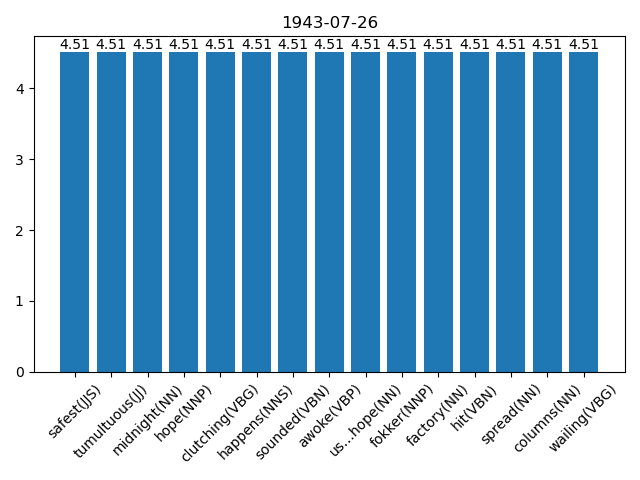 1943-07-26
4.51 4.51 4.51 4.51 4.51 4.51 4.51 4.51 4.51 4.51 4.51 4.51 4.51 4.51 4.51
4
3
2
1
0
safest(JJS)
tumultuous(JJ)
midnight(NN)
hope(NNP)
clutching(VBG)
happens(NNS)
sounded(VBN)
awoke(VBP)
us...hope(NN)
fokker(NNP)
factory(NN)
hit(VBN)
spread(NN)
columns(NN)
wailing(VBG)